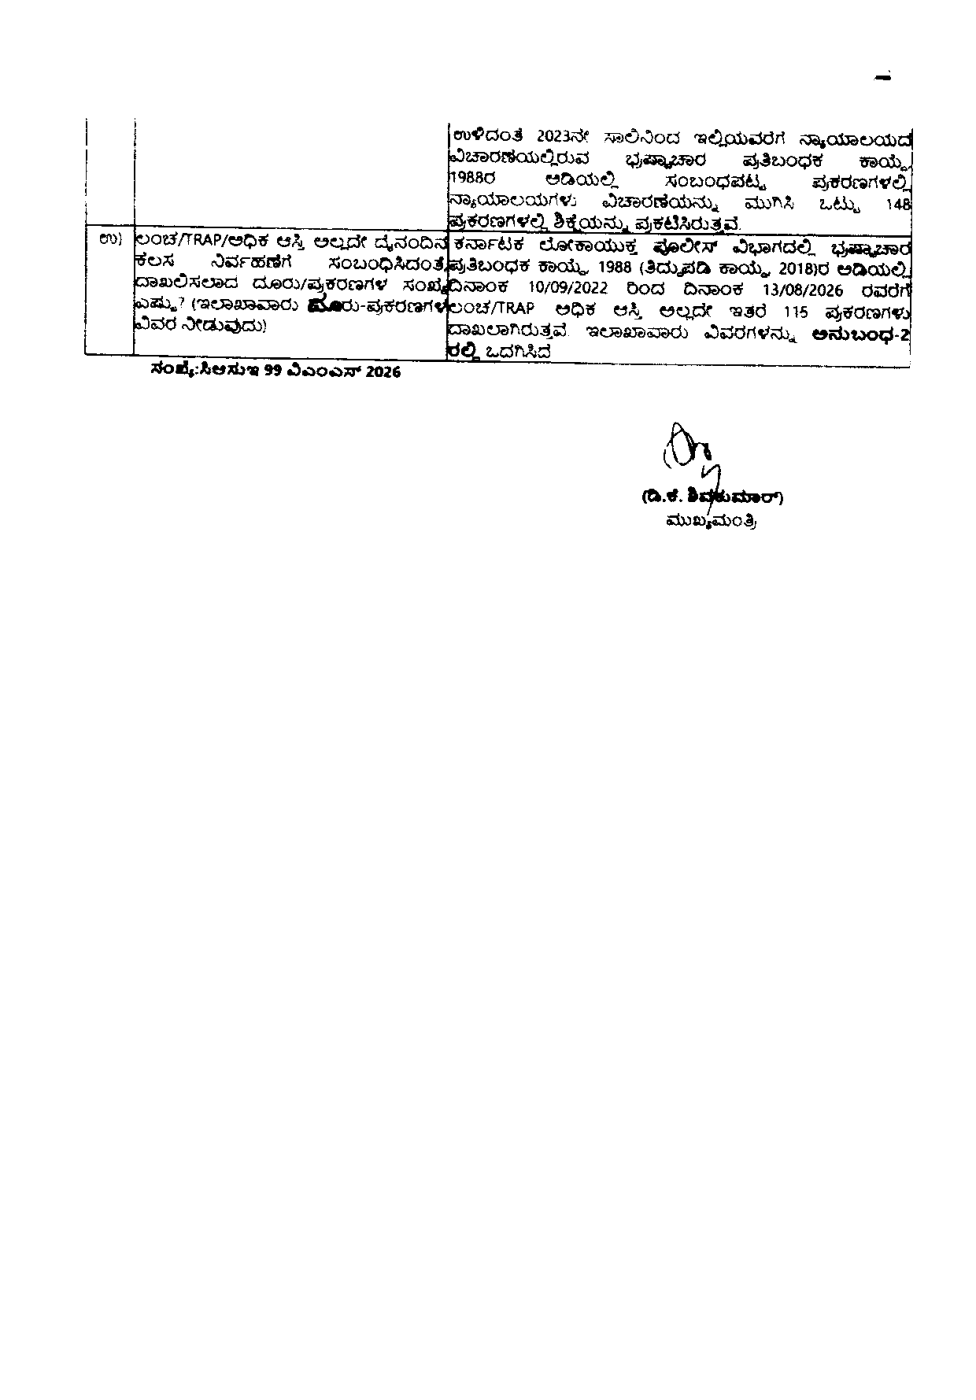 ಉಳಿದಂತೆ 2023ನೇ ಸಾಲಿನಿಂದ ಇಲ್ಲಿಯವರೆಗೆ ನ್ಯಾಯಾಲಯದ
ವಿಚಾರಣೆಯಲ್ಲಿರುವ ಭ್ರಷ್ಟಾಚಾರ ಪ್ರತಿಬಂಧಕ ಕಾಯ್ದೆ,
1988ರ ಅಡಿಯಲ್ಲಿ ಸಂಬಂಧಪಟ್ಟ ಪ್ರಕರಣಗಳಲ್ಲಿ
ನ್ಯಾಯಾಲಯಗಳು ವಿಚಾರಣೆಯನ್ನು ಮುಗಿಸಿ ಒಟ್ಟು 148
ಪ್ರಕರಣಗಳಲ್ಲಿ ಶಿಕ್ಷೆಯನ್ನು ಪ್ರಕಟಿಸಿರುತ್ತವೆ.
ಉ)
ಲಂಚ/TRAP/ಅಧಿಕ ಆಸ್ತಿ ಅಲ್ಲದೇ ದೈನಂದಿನ
ಕೆಲಸ ನಿರ್ವಹಣೆಗೆ ಸಂಬಂಧಿಸಿದಂತೆ
ದಾಖಲಿಸಲಾದ ದೂರು/ಪ್ರಕರಣಗಳ ಸಂಖ್ಯೆ
ಎಷ್ಟು? (ಇಲಾಖಾವಾರು ದೂರು-ಪ್ರಕರಣಗಳ
ವಿವರ ನೀಡುವುದು)
ಕರ್ನಾಟಕ ಲೋಕಾಯುಕ್ತ ಪೊಲೀಸ್ ವಿಭಾಗದಲ್ಲಿ ಭ್ರಷ್ಟಾಚಾರ
ಪ್ರತಿಬಂಧಕ ಕಾಯ್ದೆ, 1988 (ತಿದ್ದುಪಡಿ ಕಾಯ್ದೆ, 2018)ರ ಅಡಿಯಲ್ಲಿ
ದಿನಾಂಕ 10/09/2022 ರಿಂದ ದಿನಾಂಕ 13/08/2026 ರವರೆಗೆ
ಲಂಚ/TRAP ಅಧಿಕ ಆಸ್ತಿ ಅಲ್ಲದೇ ಇತರೆ 115 ಪ್ರಕರಣಗಳು
ದಾಖಲಾಗಿರುತ್ತವೆ. ಇಲಾಖಾವಾರು ವಿವರಗಳನ್ನು ಅನುಬಂಧ-2
ರಲ್ಲಿ ಒದಗಿಸಿದೆ
ಸಂಖ್ಯೆ:ಸಿಆಸುಇ 99 ವಿಎಂಎಸ್ 2026
(ಡಿ.ಕೆ. ಶಿವಕುಮಾರ್)
ಮುಖ್ಯಮಂತ್ರಿ